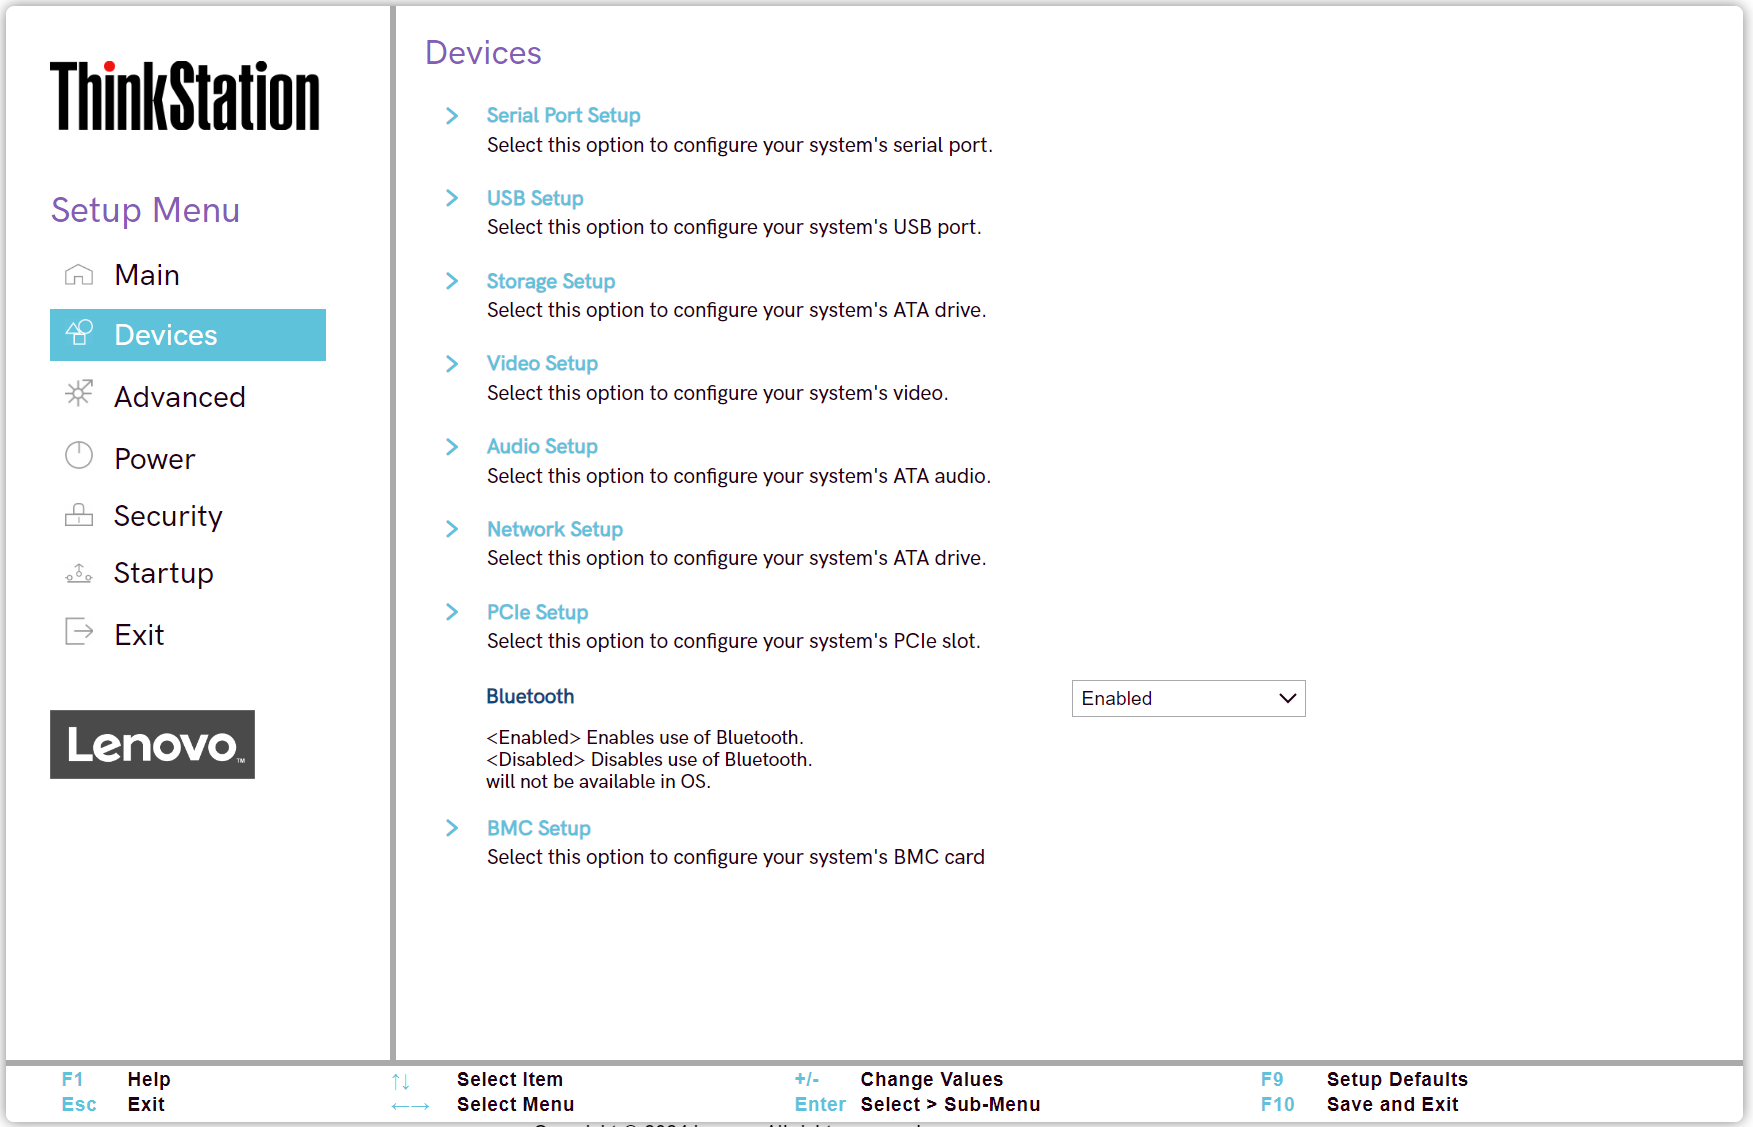 ThinkStation
Setup Menu
Main
Devices
Advanced
Power
Security
Startup
Exit
Lenovo™
Devices
Serial Port Setup
Select this option to configure your system's serial port.
USB Setup
Select this option to configure your system's USB port.
Storage Setup
Select this option to configure your system's ATA drive.
Video Setup
Select this option to configure your system's video.
Audio Setup
Select this option to configure your system's ATA audio.
Network Setup
Select this option to configure your system's ATA drive.
PCIe Setup
Select this option to configure your system's PCIe slot.
Bluetooth Enabled
<Enabled> Enables use of Bluetooth.
<Disabled> Disables use of Bluetooth.
will not be available in OS.
BMC Setup
Select this option to configure your system's BMC card
F1 Help ↑↓ Select Item +/- Change Values F9 Setup Defaults
Esc Exit ←→ Select Menu Enter Select > Sub-Menu F10 Save and Exit